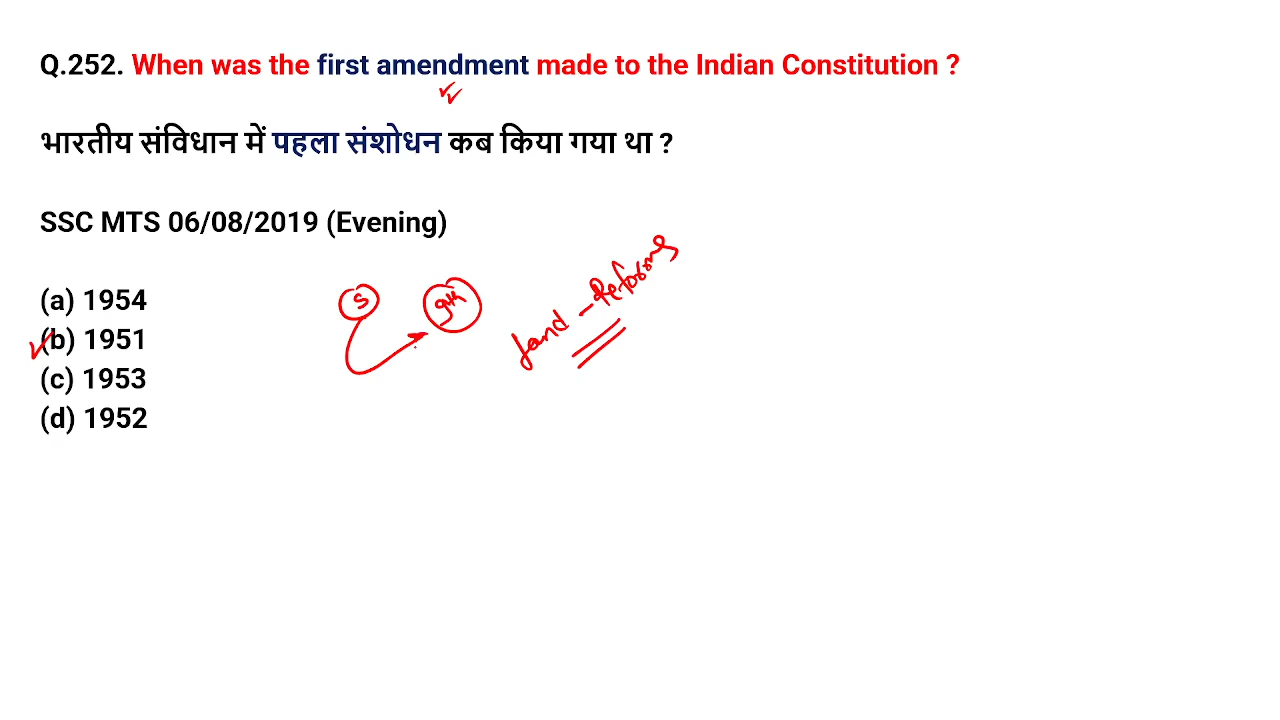 Q.252. When was the first amendment made to the Indian Constitution ?
भारतीय संविधान में पहला संशोधन कब किया गया था ?
SSC MTS 06/08/2019 (Evening)
(a) 1954
(b) 1951
(c) 1953
(d) 1952
S
9th
Land - Reforms